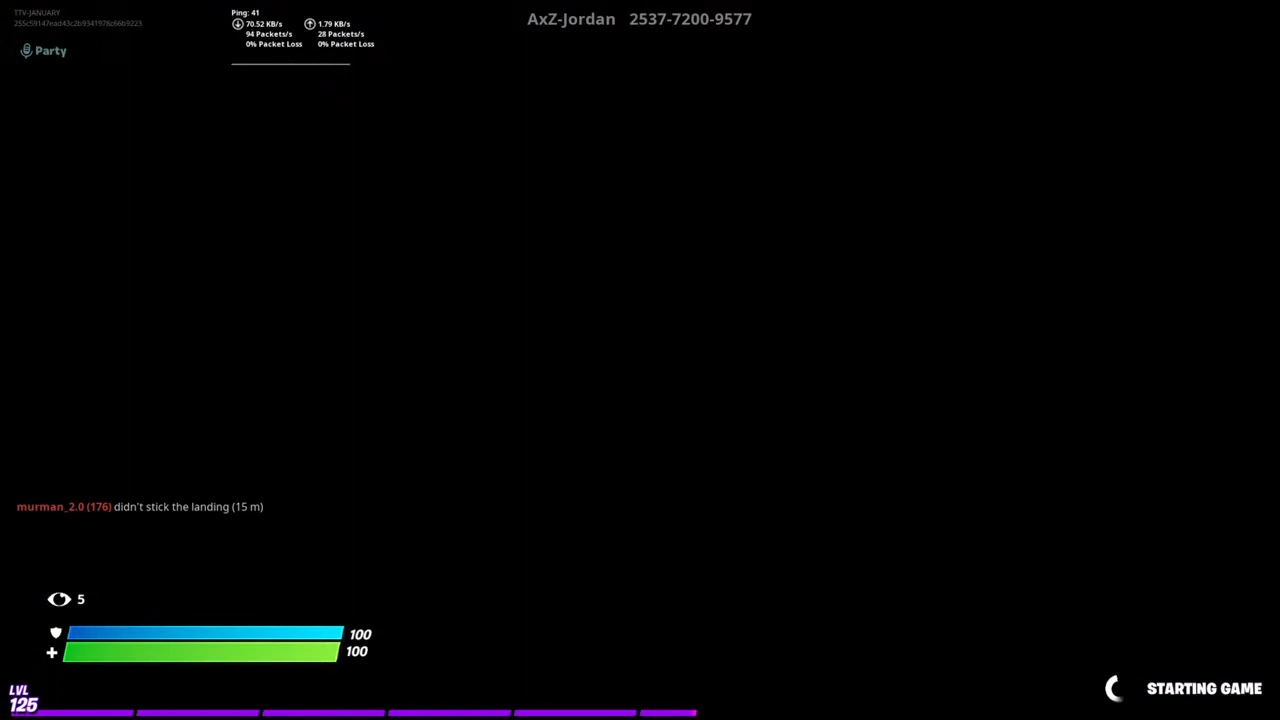 TTV-JANUARY
Ping: 41
AxZ-Jordan 2537-7200-9577
70.52 KB/s 1.79 KB/s
94 Packets/s 28 Packets/s
0% Packet Loss 0% Packet Loss
Party
murman_2.0 (176) didn't stick the landing (15 m)
5
100
100
LVL
125
STARTING GAME